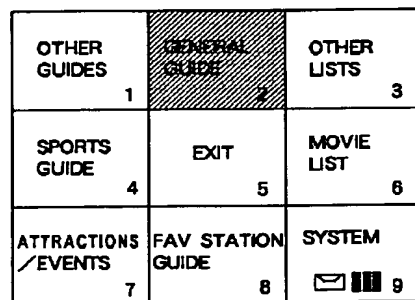 OTHER
GUIDES
1
GENERAL
GUIDE
2
OTHER
LISTS
3
SPORTS
GUIDE
4
EXIT
5
MOVIE
LIST
6
ATTRACTIONS
/EVENTS
7
FAV STATION
GUIDE
8
SYSTEM
9